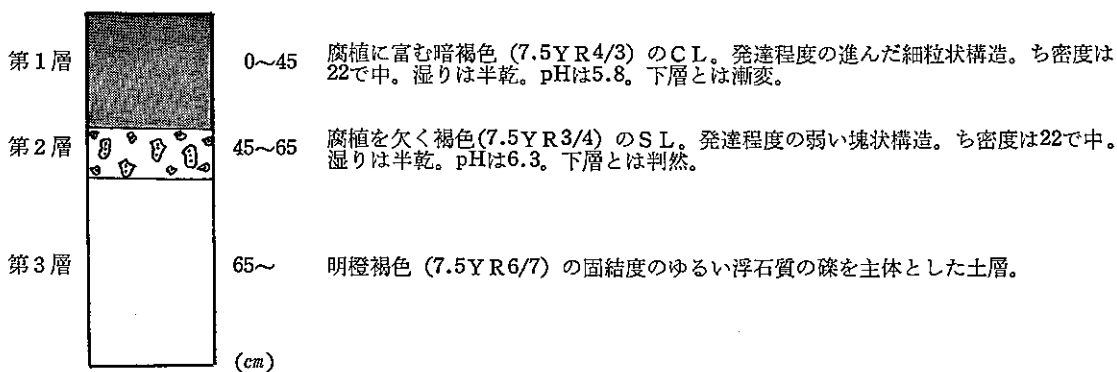 第1層 0～45 腐植に富む暗褐色 (7.5YR4/3) のCL。発達程度の進んだ細粒状構造。ち密度は
22で中。湿りは半乾。pHは5.8。下層とは漸変。
第2層 45～65 腐植を欠く褐色(7.5YR3/4) のSL。発達程度の弱い塊状構造。ち密度は22で中。
湿りは半乾。pHは6.3。下層とは判然。
第3層 65～ 明橙褐色 (7.5YR6/7) の固結度のゆるい浮石質の礫を主体とした土層。
(cm)